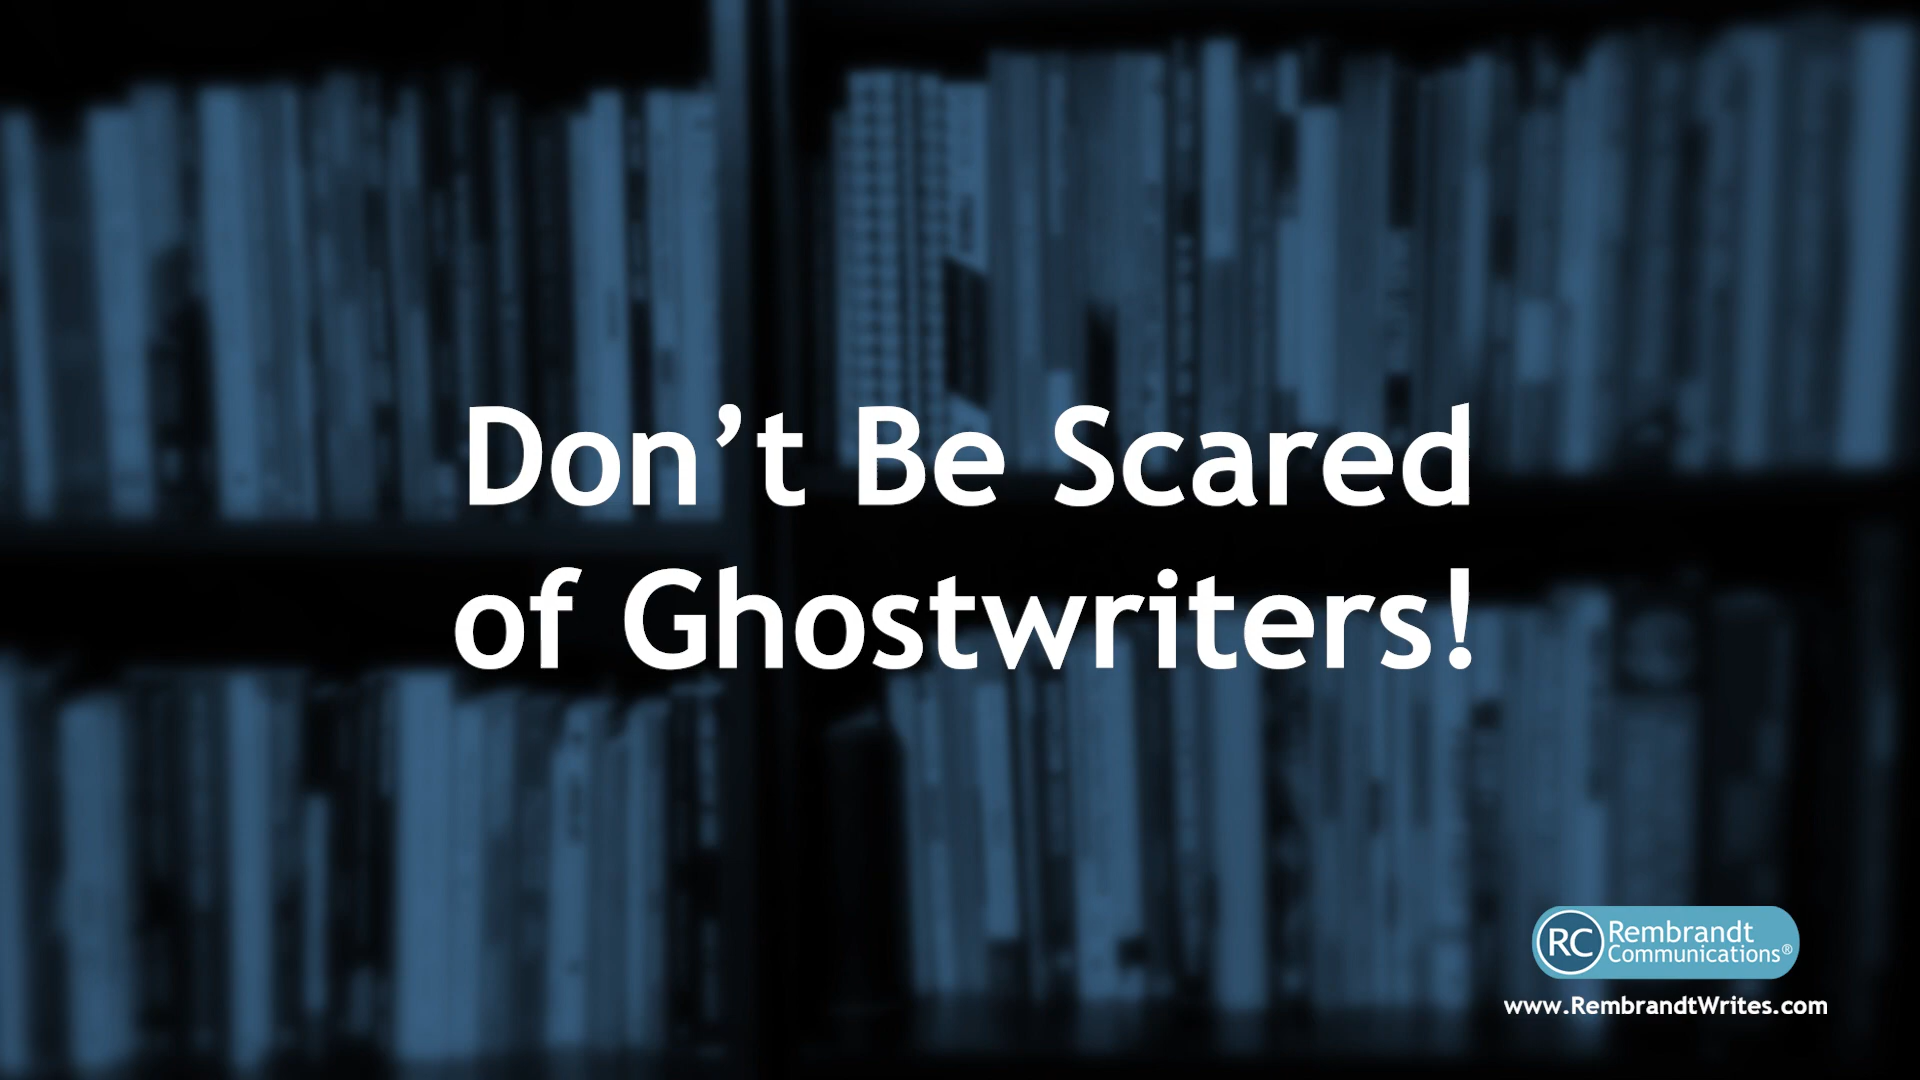 Don’t Be Scared
of Ghostwriters!
RC Rembrandt
Communications®
www.RembrandtWrites.com